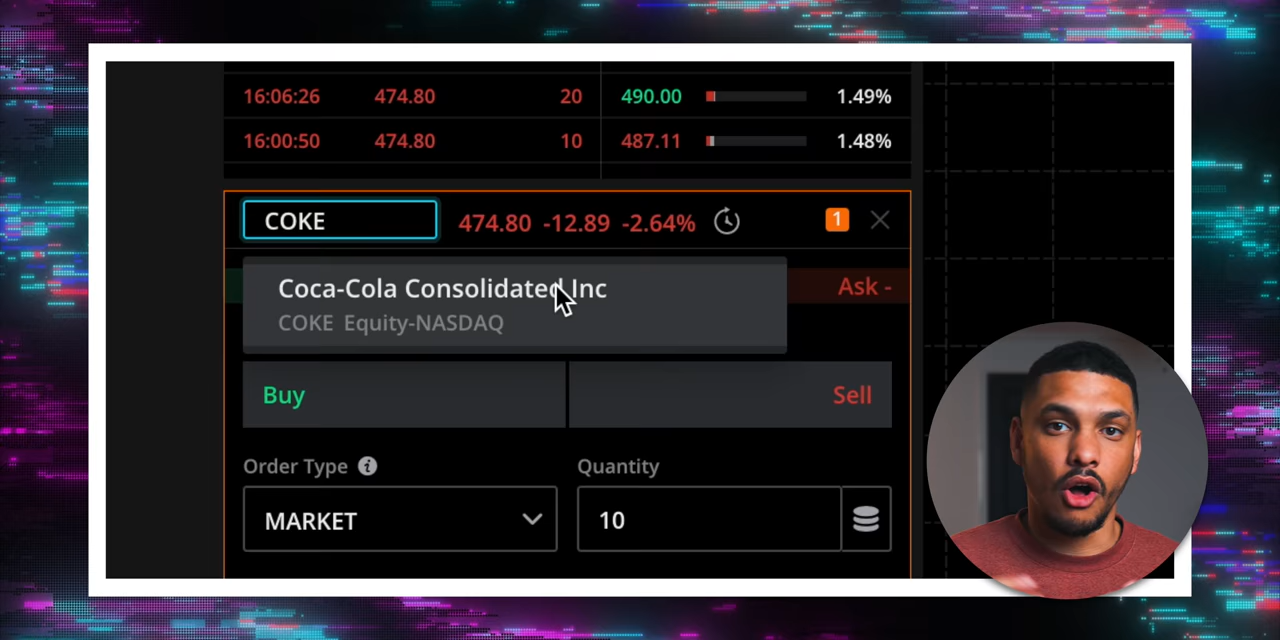 16:06:26 474.80 20 490.00 1.49%
16:00:50 474.80 10 487.11 1.48%
COKE 474.80 -12.89 -2.64% 1
Coca-Cola Consolidated Inc Ask -
COKE Equity-NASDAQ
Buy Sell
Order Type Quantity
MARKET 10